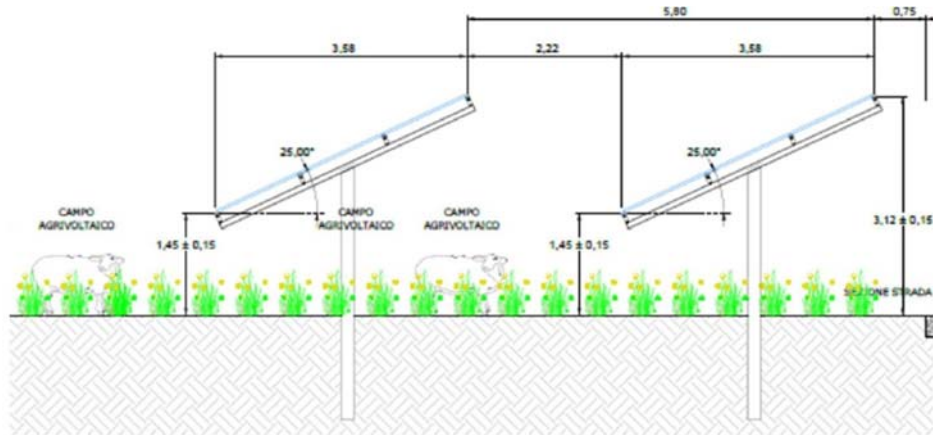 5,80
0,75
3,58
2,22
3,58
25,00°
25,00°
CAMPO
AGRIVOLTAICO
CAMPO
AGRIVOLTAICO
CAMPO
AGRIVOLTAICO
1,45 ± 0,15
1,45 ± 0,15
3,12 ± 0,15
SEZIONE STRADA